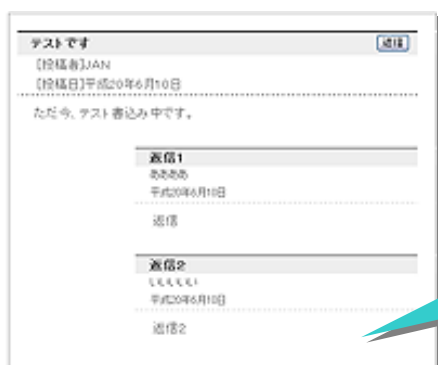 テストです
返信
[投稿者]JAN
[投稿日]平成20年6月10日
ただ今、テスト書込み中です。
返信1
ああああ
平成20年6月10日
返信
返信2
いいいいい
平成20年6月10日
返信2